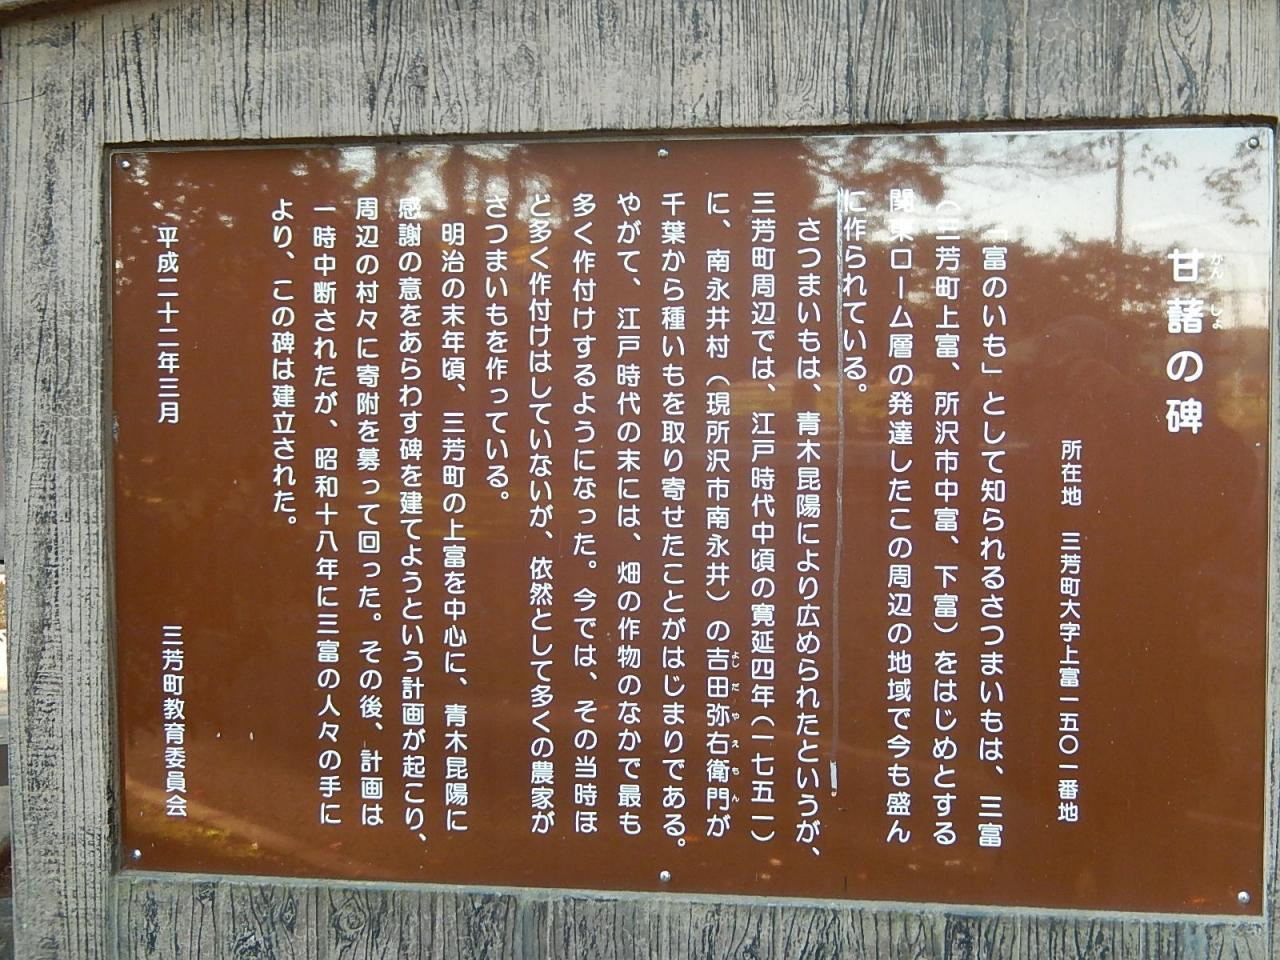 甘藷の碑
かんしょ
所在地　三芳町大字上富一五〇一番地
「富のいも」として知られるさつまいもは、三富
（三芳町上富、所沢市中富、下富）をはじめとする
関東ローム層の発達したこの周辺の地域で今も盛ん
に作られている。
さつまいもは、青木昆陽により広められたというが、
三芳町周辺では、江戸時代中頃の寛延四年（一七五一）
に、南永井村（現所沢市南永井）の吉田弥右衛門が
よしだやえもん
千葉から種いもを取り寄せたことがはじまりである。
やがて、江戸時代の末には、畑の作物のなかで最も
多く作付けするようになった。今では、その当時ほ
ど多く作付けはしていないが、依然として多くの農家が
さつまいもを作っている。
明治の末年頃、三芳町の上富を中心に、青木昆陽に
感謝の意をあらわす碑を建てようという計画が起こり、
周辺の村々に寄附を募って回った。その後、計画は
一時中断されたが、昭和十八年に三富の人々の手に
より、この碑は建立された。
平成二十二年三月
三芳町教育委員会